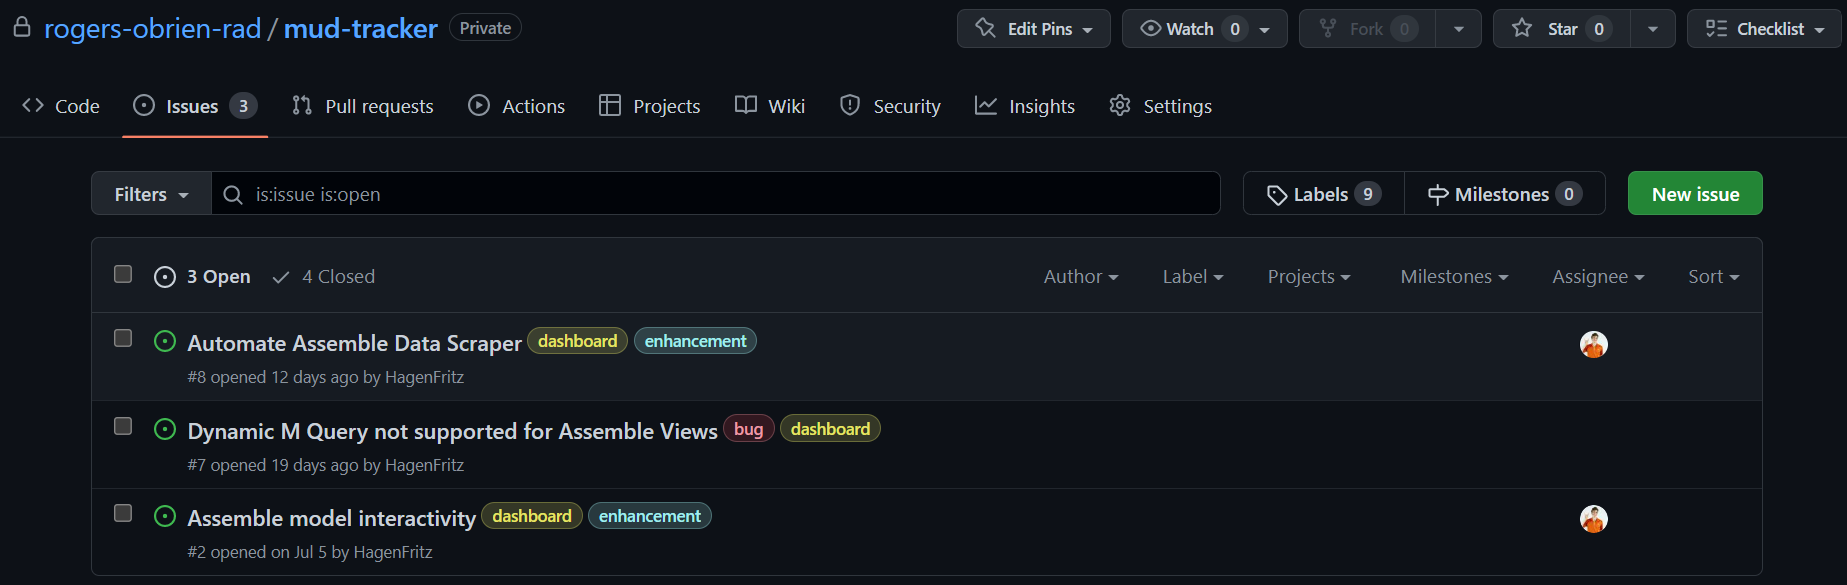 rogers-obrien-rad / mud-tracker Private Edit Pins Watch 0 Fork 0 Star 0 Checklist
Code Issues 3 Pull requests Actions Projects Wiki Security Insights Settings
Filters is:issue is:open Labels 9 Milestones 0 New issue
3 Open 4 Closed Author Label Projects Milestones Assignee Sort
Automate Assemble Data Scraper dashboard enhancement
#8 opened 12 days ago by HagenFritz
Dynamic M Query not supported for Assemble Views bug dashboard
#7 opened 19 days ago by HagenFritz
Assemble model interactivity dashboard enhancement
#2 opened on Jul 5 by HagenFritz